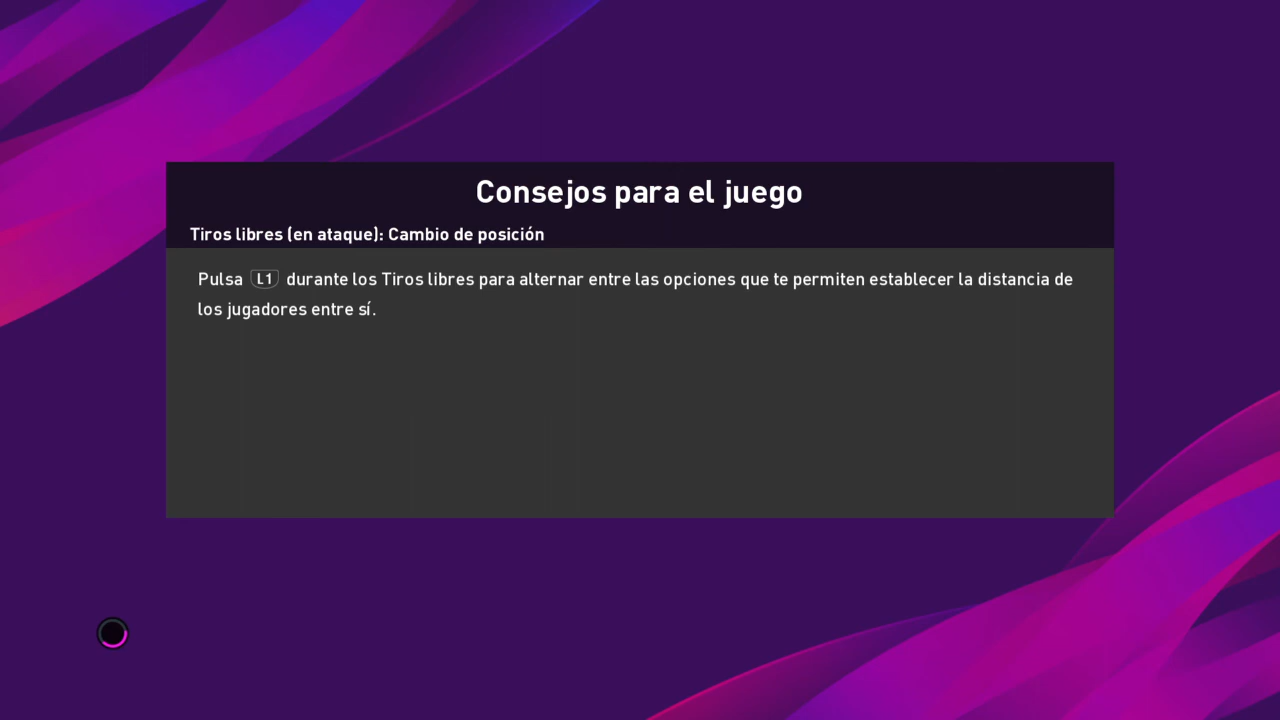 Consejos para el juego
Tiros libres (en ataque): Cambio de posición
Pulsa L1 durante los Tiros libres para alternar entre las opciones que te permiten establecer la distancia de
los jugadores entre sí.